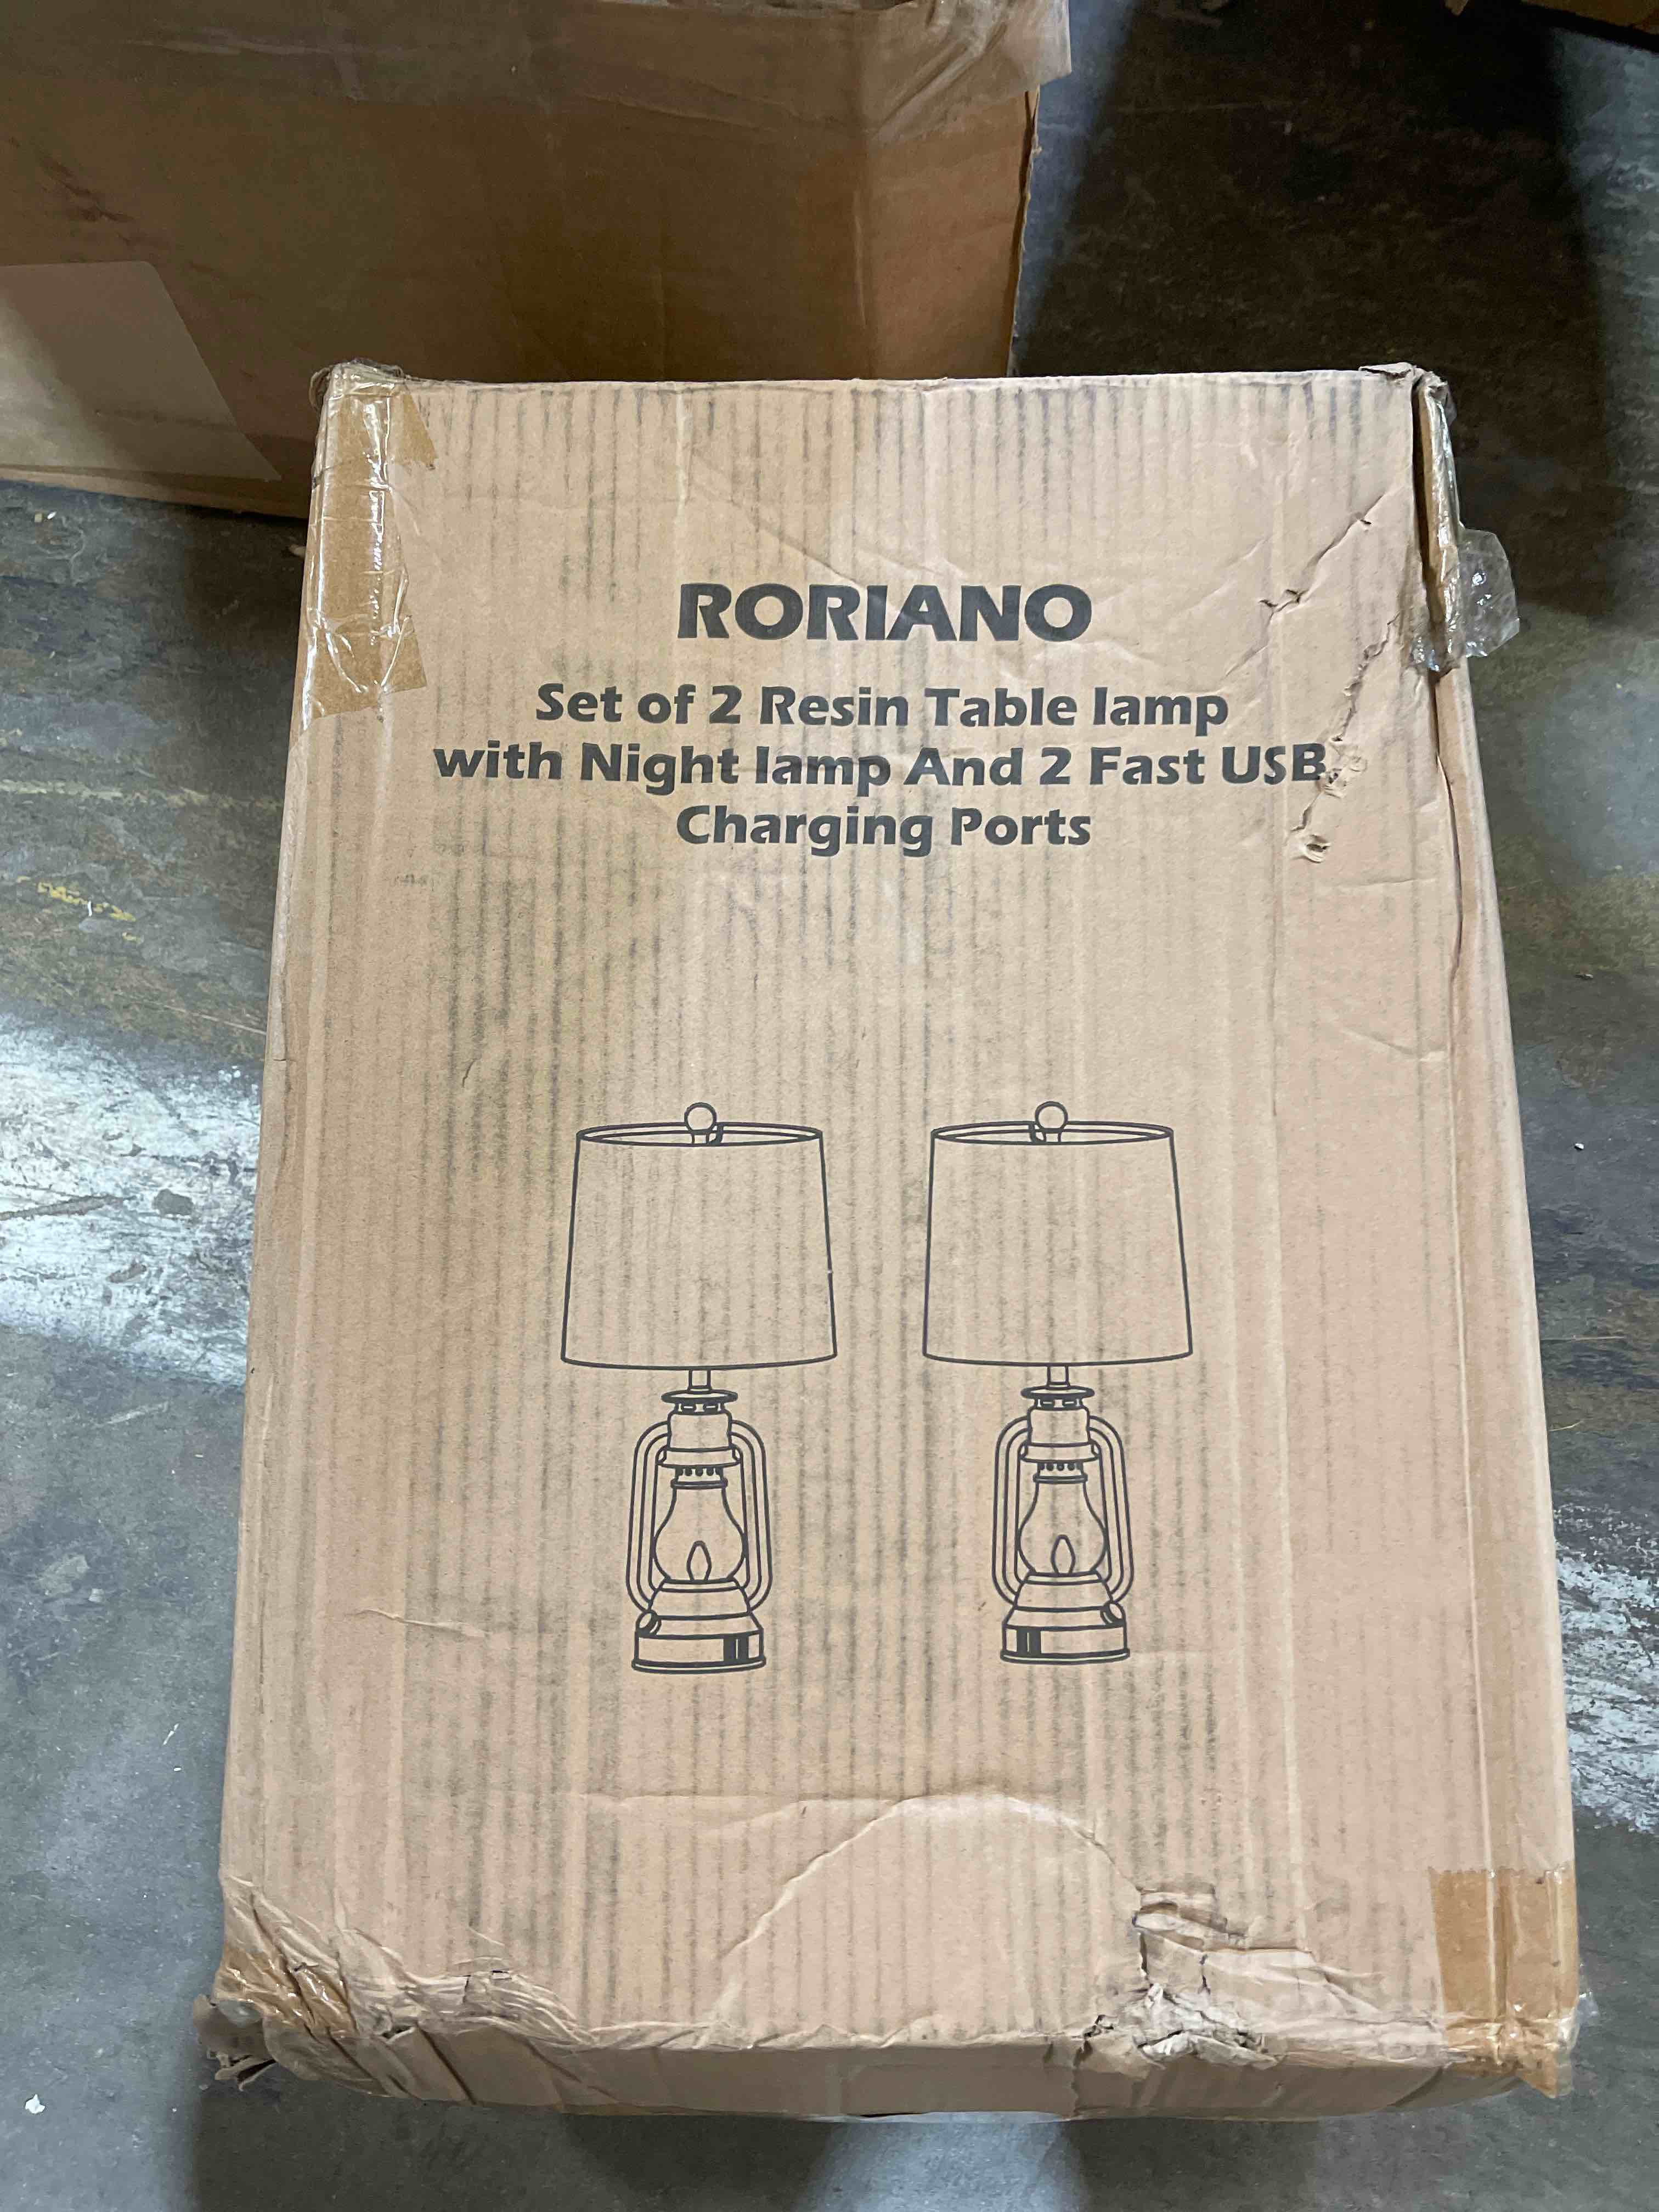 RORIANO
Set of 2 Resin Table lamp
with Night lamp And 2 Fast USB
Charging Ports